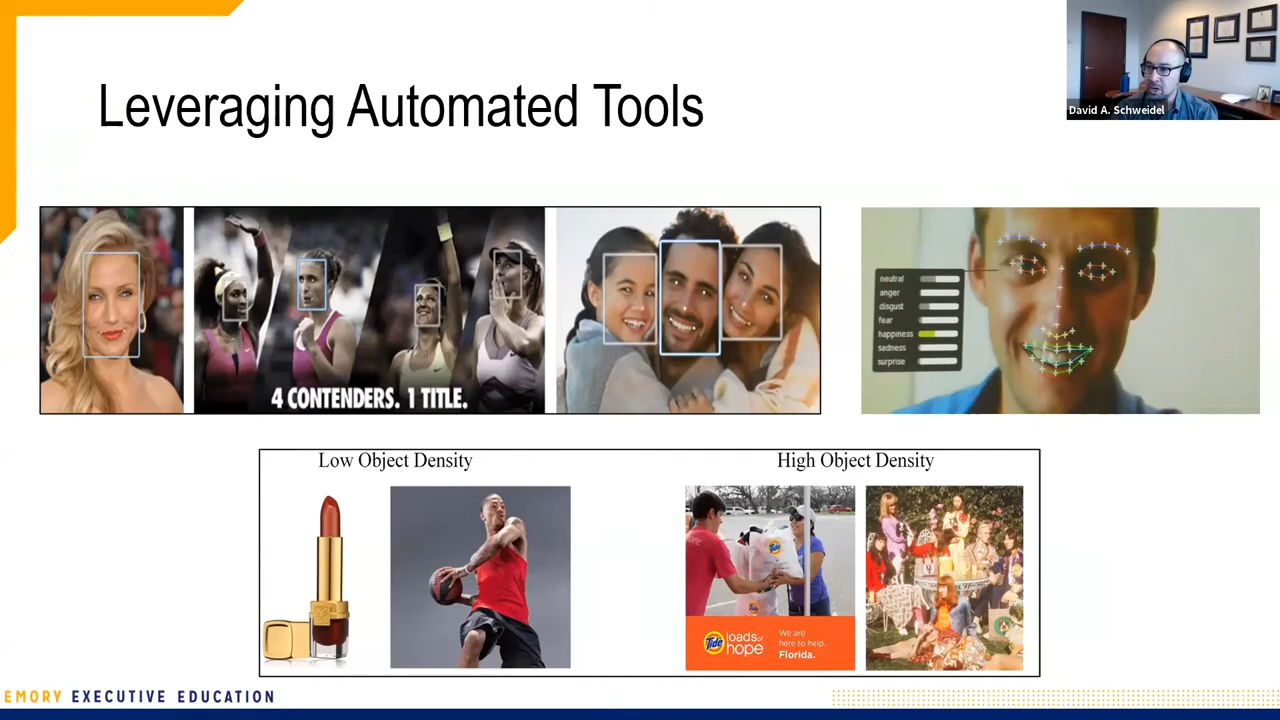 Leveraging Automated Tools
David A. Schweidel
4 CONTENDERS. 1 TITLE.
neutral
anger
disgust
fear
happiness
sadness
surprise
Low Object Density
High Object Density
Tide
Tide
loads of
hope
We are
here to help.
Florida.
EMORY EXECUTIVE EDUCATION